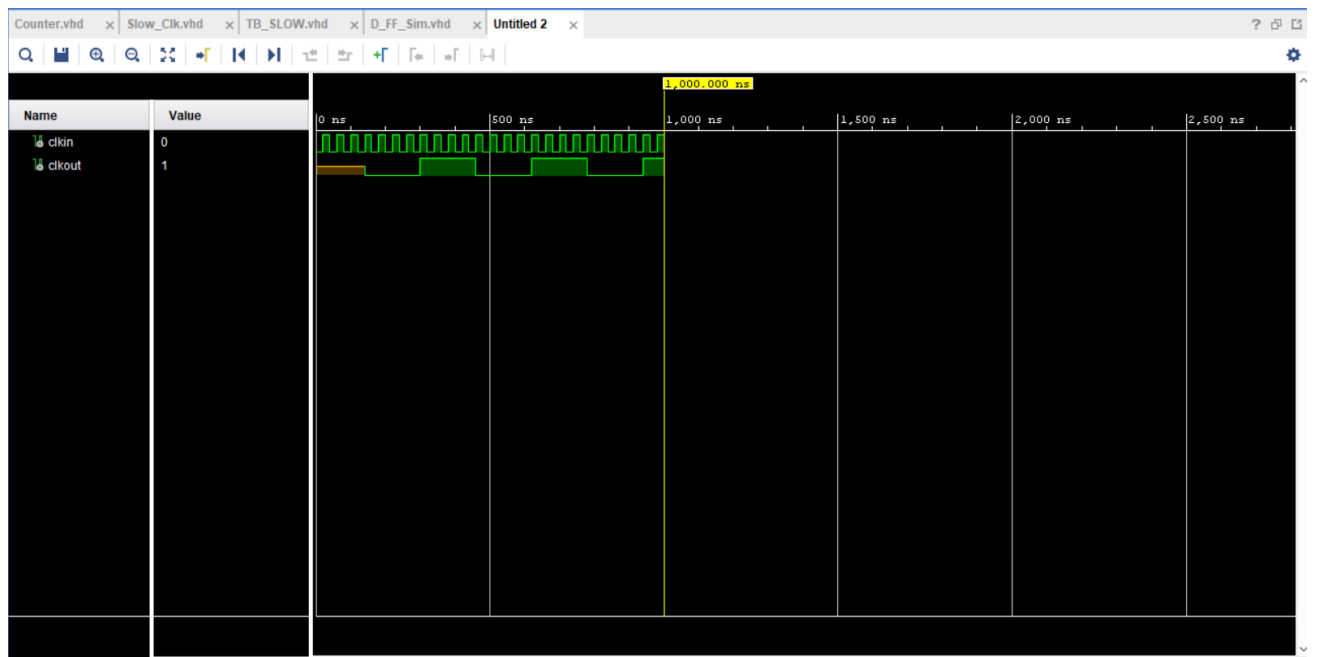 Counter.vhd × Slow_Clk.vhd × TB_SLOW.vhd × D_FF_Sim.vhd × Untitled 2 × ?
1,000.000 ns
Name Value
0 ns 500 ns 1,000 ns 1,500 ns 2,000 ns 2,500 ns
clkin 0
clkout 1